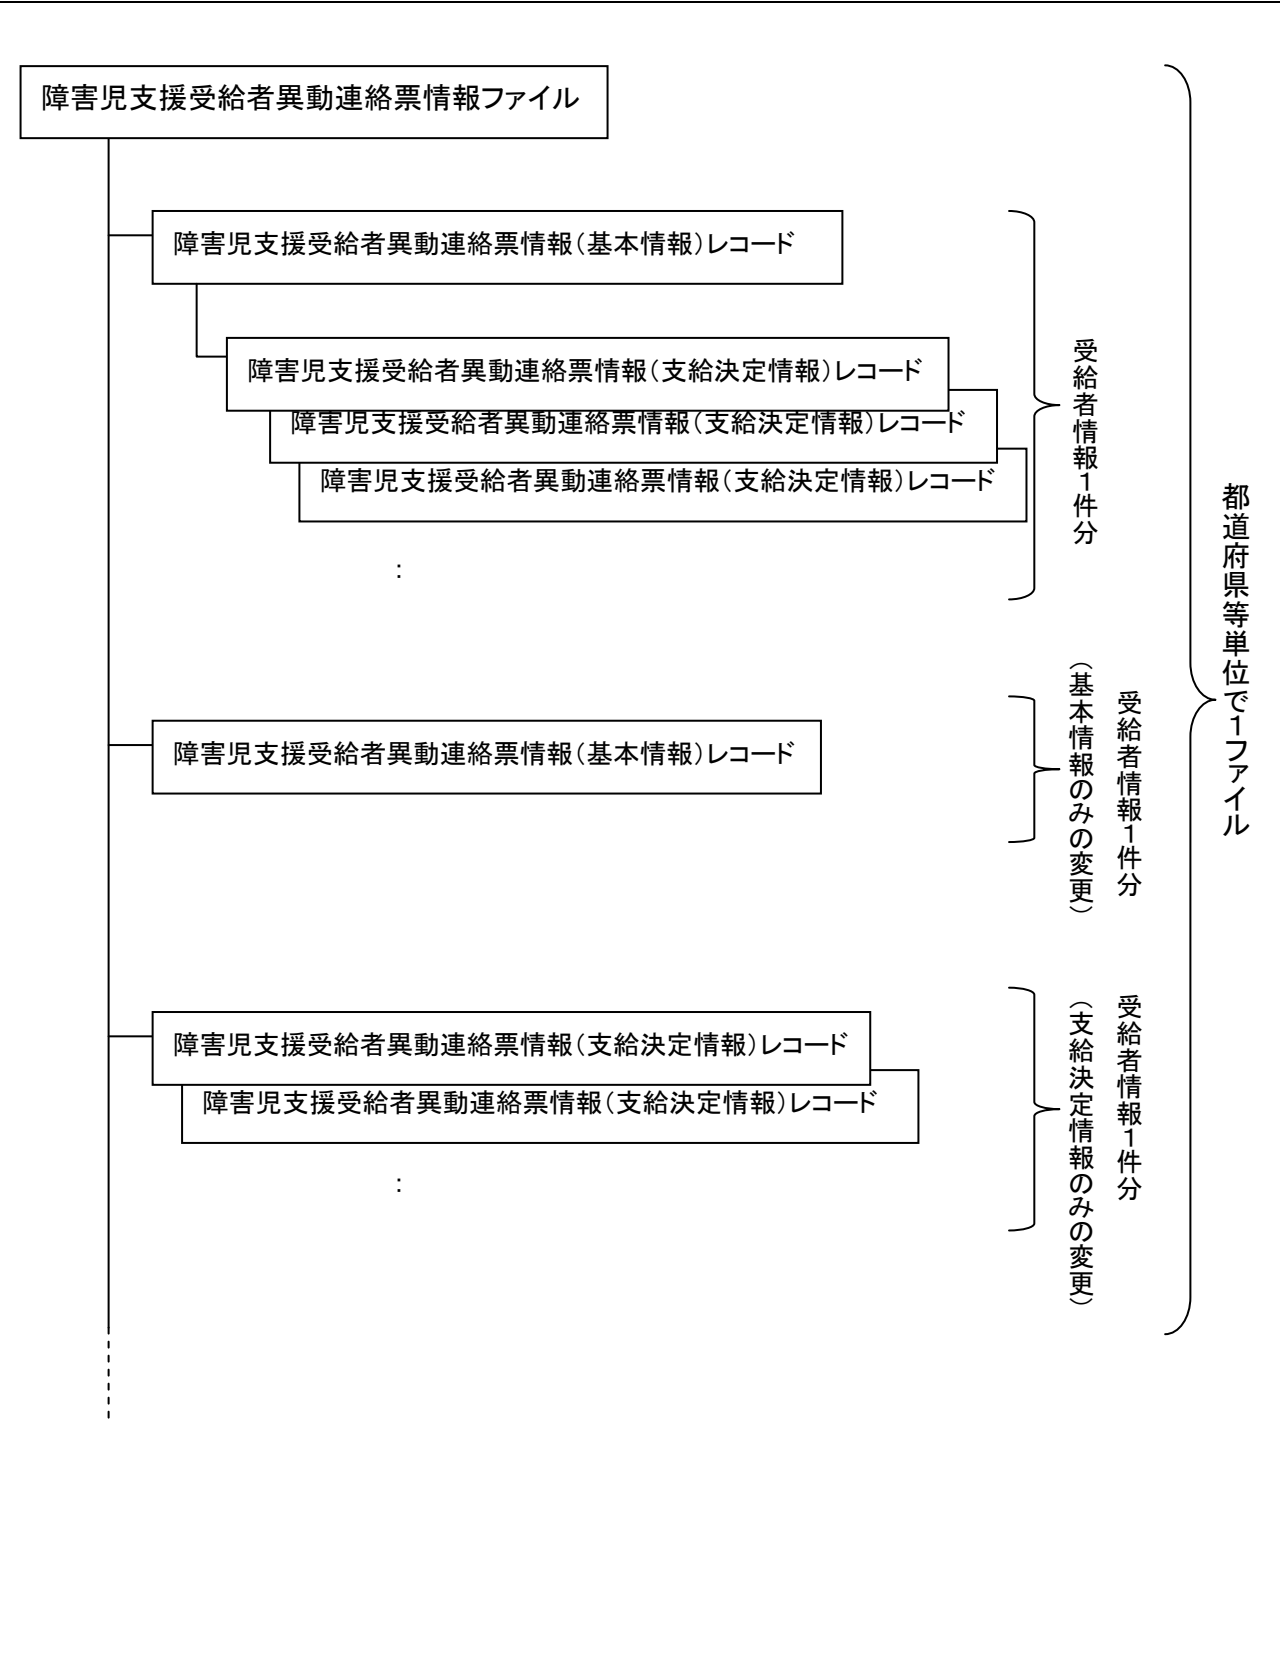 障害児支援受給者異動連絡票情報ファイル
障害児支援受給者異動連絡票情報（基本情報）レコード
障害児支援受給者異動連絡票情報（支給決定情報）レコード
障害児支援受給者異動連絡票情報（支給決定情報）レコード
障害児支援受給者異動連絡票情報（支給決定情報）レコード
：
受給者情報１件分
障害児支援受給者異動連絡票情報（基本情報）レコード
受給者情報１件分
（基本情報のみの変更）
障害児支援受給者異動連絡票情報（支給決定情報）レコード
障害児支援受給者異動連絡票情報（支給決定情報）レコード
：
受給者情報１件分
（支給決定情報のみの変更）
都道府県等単位で１ファイル